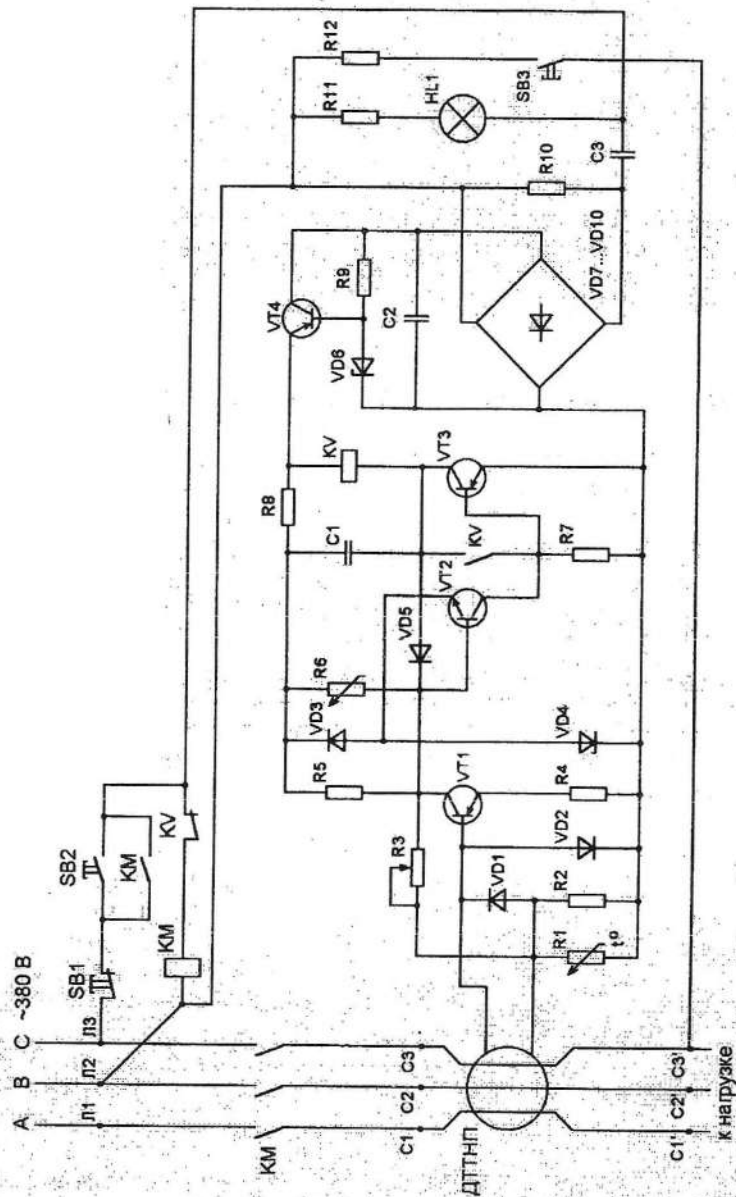 ~380 В
A
B
C
Л1
Л2
Л3
SB1
SB2
KM
KM
KV
KM
C1
C2
C3
ДТТНП
C1'
C2'
C3'
к нагрузке
R3
R5
VD3
R6
VD5
C1
R8
KV
VT4
VD6
R9
C2
R11
R12
HL1
SB3
R10
C3
VD7...VD10
VT1
VT2
KV
VT3
VD1
VD2
VD4
R1
t°
R2
R4
R7